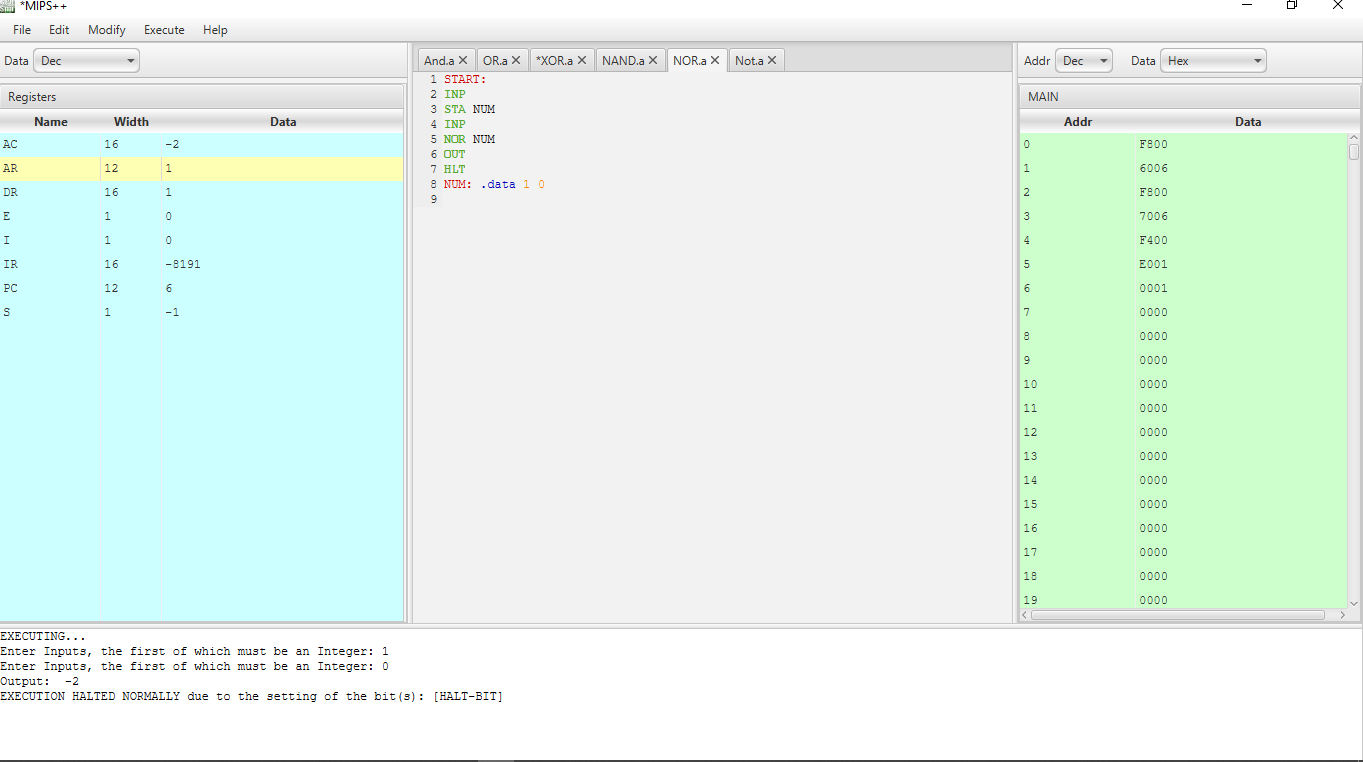 *MIPS++
File Edit Modify Execute Help
Data Dec
Registers
Name Width Data
AC 16 -2
AR 12 1
DR 16 1
E 1 0
I 1 0
IR 16 -8191
PC 12 6
S 1 -1
And.a OR.a *XOR.a NAND.a NOR.a Not.a
1 START:
2 INP
3 STA NUM
4 INP
5 NOR NUM
6 OUT
7 HLT
8 NUM: .data 1 0
9
Addr Dec Data Hex
MAIN
Addr Data
0 F800
1 6006
2 F800
3 7006
4 F400
5 E001
6 0001
7 0000
8 0000
9 0000
10 0000
11 0000
12 0000
13 0000
14 0000
15 0000
16 0000
17 0000
18 0000
19 0000
EXECUTING...
Enter Inputs, the first of which must be an Integer: 1
Enter Inputs, the first of which must be an Integer: 0
Output: -2
EXECUTION HALTED NORMALLY due to the setting of the bit(s): [HALT-BIT]